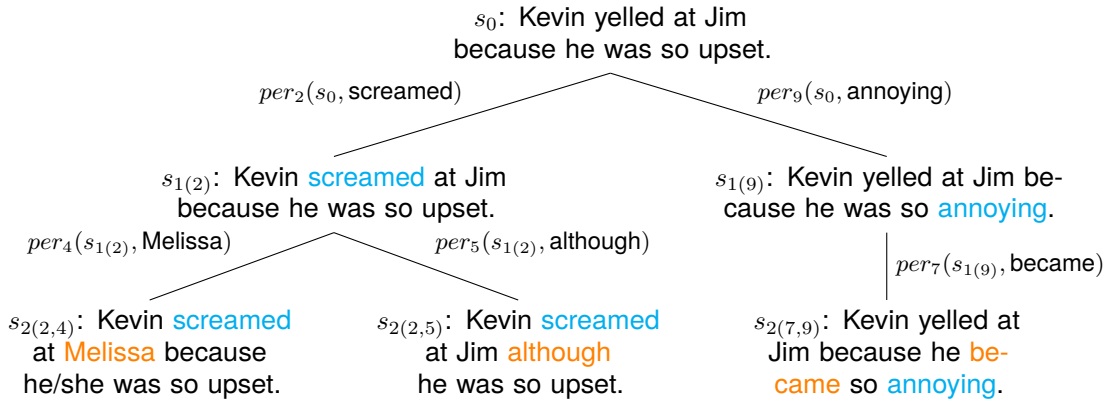 s₀: Kevin yelled at Jim
because he was so upset.
per₂(s₀, screamed)
per₉(s₀, annoying)
s₁₍₂₎: Kevin screamed at Jim
because he was so upset.
s₁₍₉₎: Kevin yelled at Jim be-
cause he was so annoying.
per₄(s₁₍₂₎, Melissa)
per₅(s₁₍₂₎, although)
per₇(s₁₍₉₎, became)
s₂₍₂,₄₎: Kevin screamed
at Melissa because
he/she was so upset.
s₂₍₂,₅₎: Kevin screamed
at Jim although
he was so upset.
s₂₍₇,₉₎: Kevin yelled at
Jim because he be-
came so annoying.